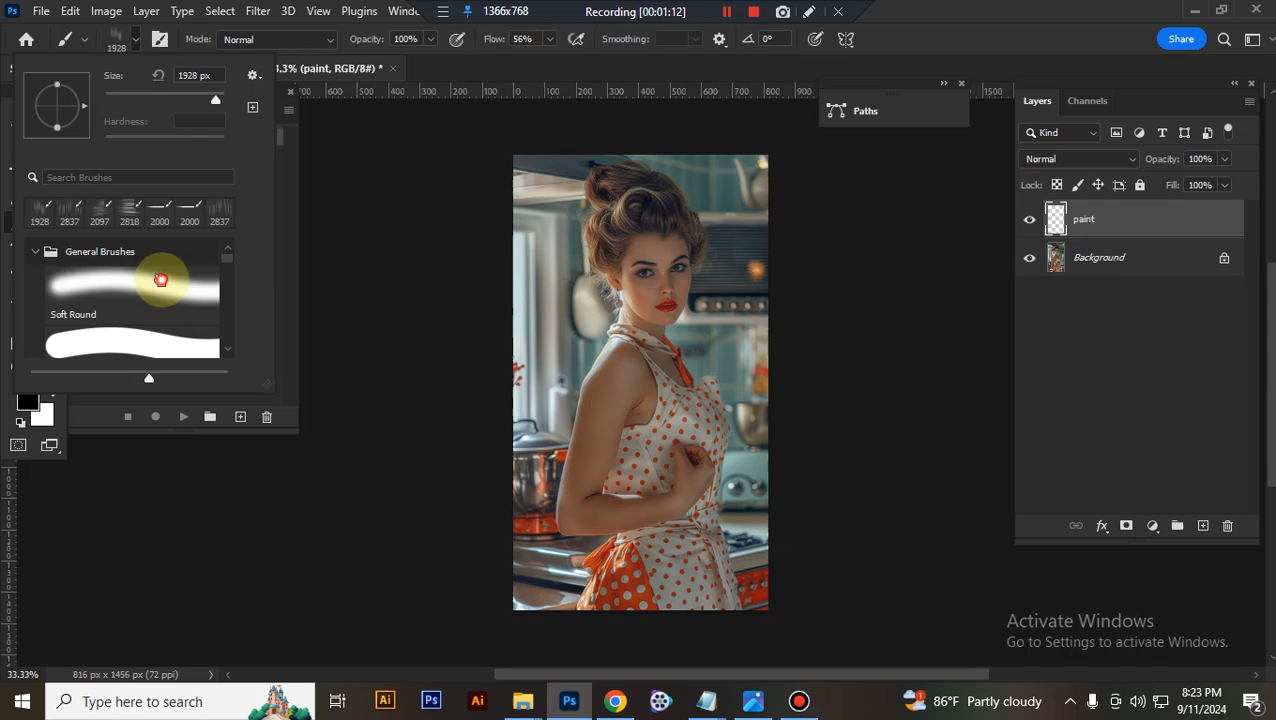 File Edit Image Layer Type Select Filter 3D View Plugins Windo
1366x768 Recording [00:01:12]
1928 Mode: Normal Opacity: 100% Flow: 56% Smoothing: 0° Share
3.3% (paint, RGB/8#) *
Size: 1928 px
Hardness:
Search Brushes
1928 2837 2097 2818 2000 2000 2837
General Brushes
Soft Round
Paths
Layers Channels
Kind
Normal Opacity: 100%
Lock: Fill: 100%
paint
Background
Activate Windows
Go to Settings to activate Windows.
33.33% 816 px x 1456 px (72 ppi)
Type here to search
86°F Partly cloudy
8:23 PM
9/11/2024